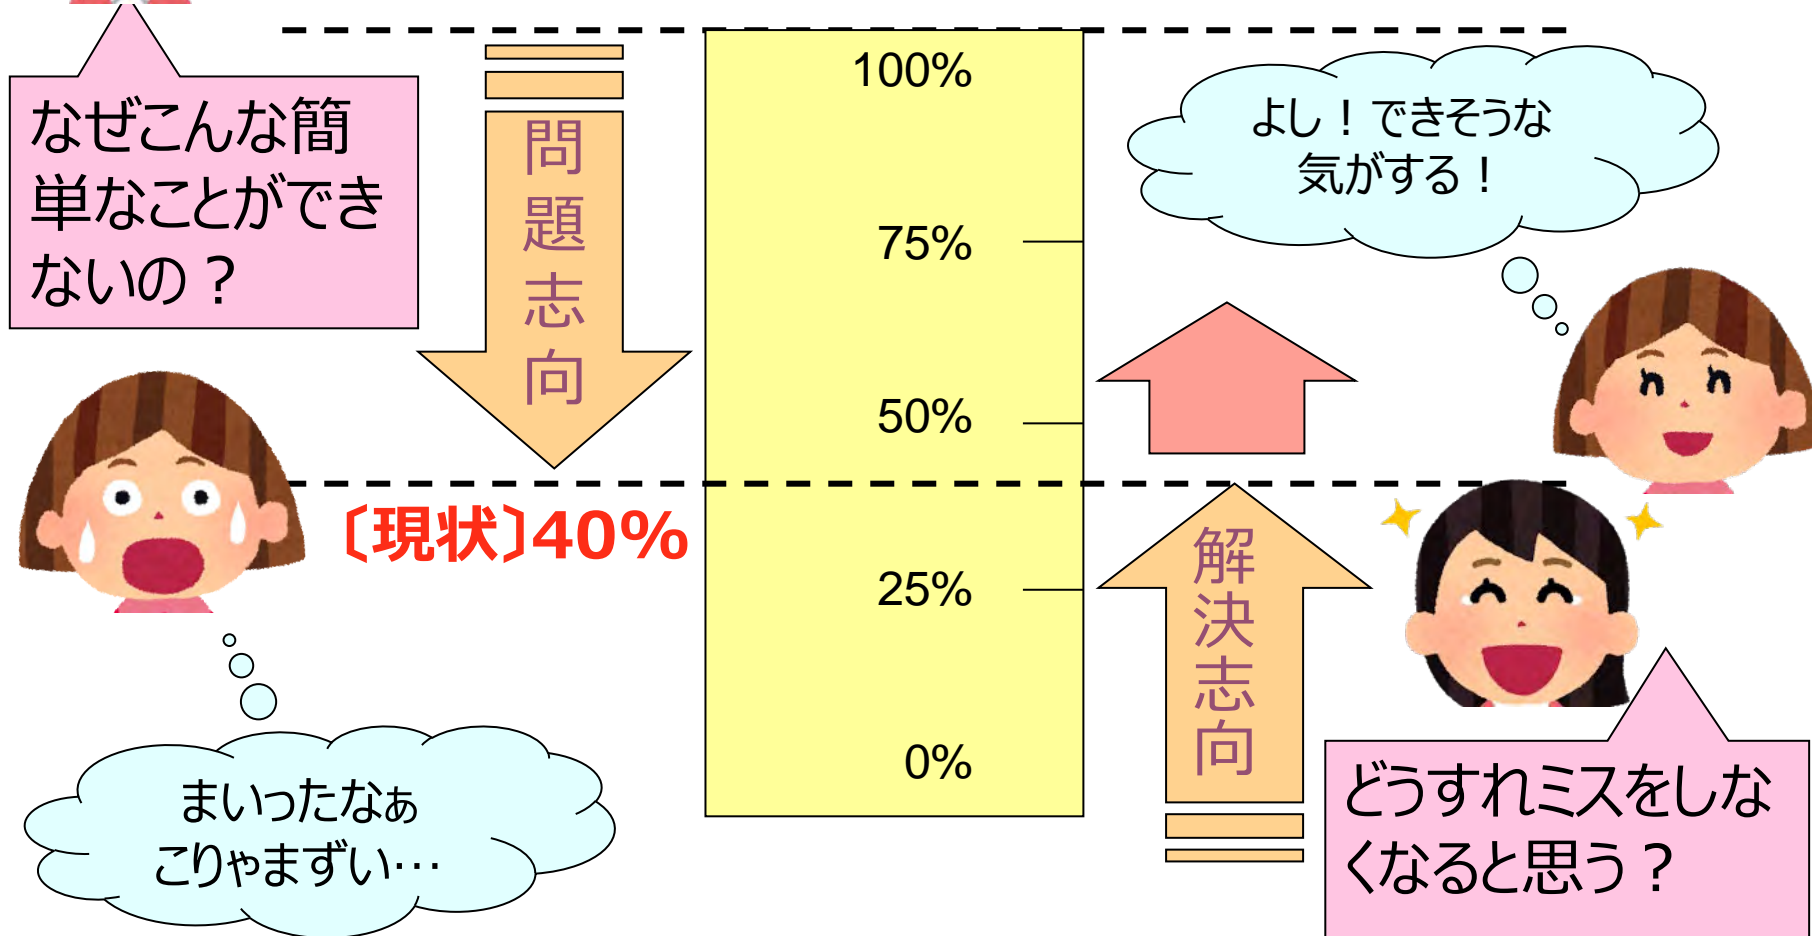 なぜこんな簡
単なことができ
ないの？
問題志向
100%
75%
50%
25%
0%
よし！できそうな
気がする！
〔現状〕40%
まいったなぁ
こりゃまずい…
解決志向
どうすれミスをしな
くなると思う？